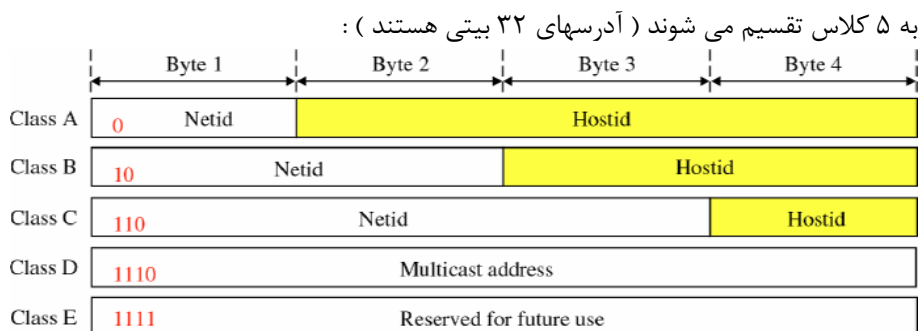 به ۵ کلاس تقسیم می شوند ( آدرسهای ۳۲ بیتی هستند ) :
Byte 1 Byte 2 Byte 3 Byte 4
Class A 0 Netid Hostid
Class B 10 Netid Hostid
Class C 110 Netid Hostid
Class D 1110 Multicast address
Class E 1111 Reserved for future use